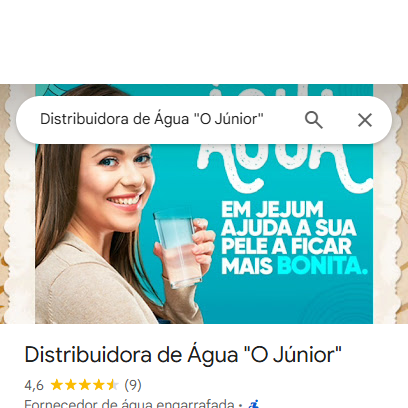 Distribuidora de Água "O Júnior"
ÁGUA
EM JEJUM
AJUDA A SUA
PELE A FICAR
MAIS BONITA.
Distribuidora de Água "O Júnior"
4,6 (9)
Fornecedor de água engarrafada ·